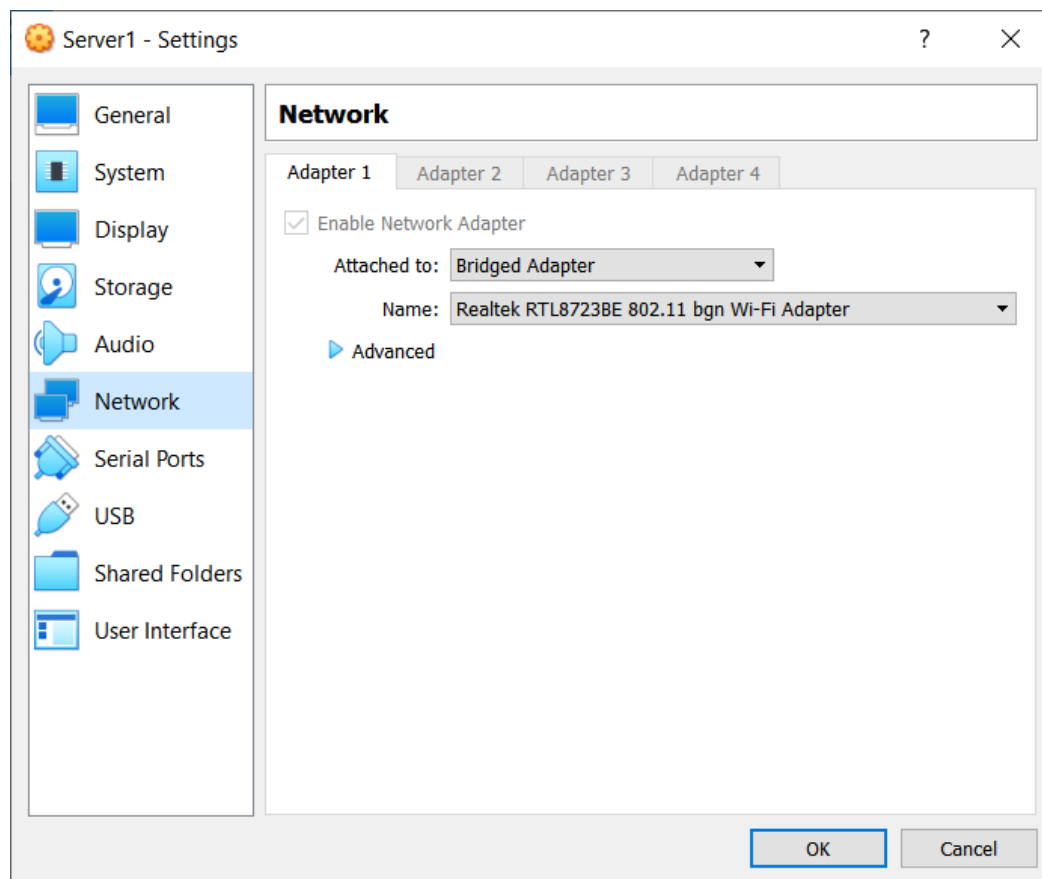 Server1 - Settings
?
General
System
Display
Storage
Audio
Network
Serial Ports
USB
Shared Folders
User Interface
Network
Adapter 1 Adapter 2 Adapter 3 Adapter 4
Enable Network Adapter
Attached to: Bridged Adapter
Name: Realtek RTL8723BE 802.11 bgn Wi-Fi Adapter
Advanced
OK Cancel